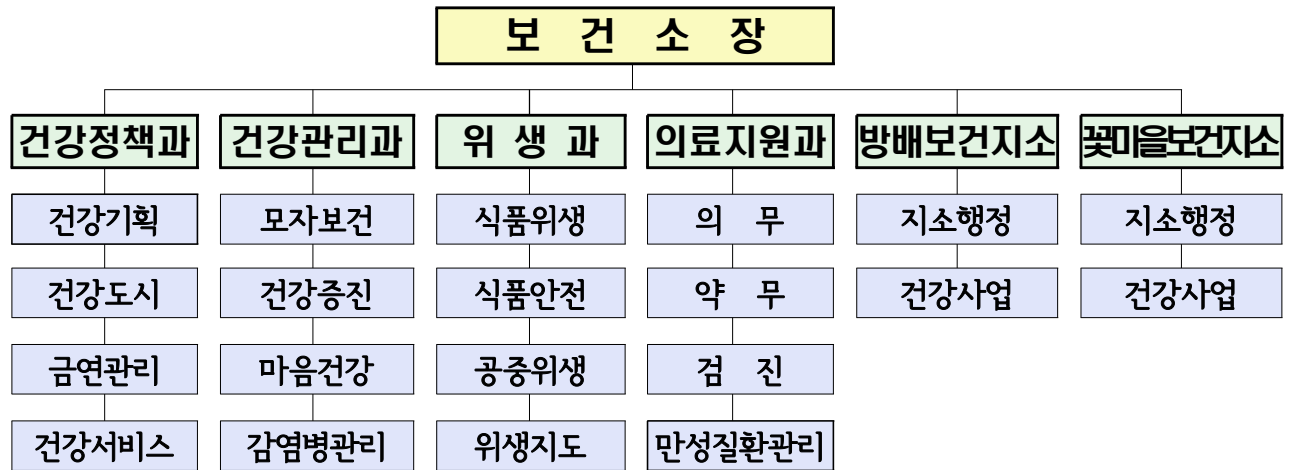 보 건 소 장
건강정책과 건강관리과 위 생 과 의료지원과 방배보건지소 꽃마을보건지소
건강기획 모자보건 식품위생 의 무 지소행정 지소행정
건강도시 건강증진 식품안전 약 무 건강사업 건강사업
금연관리 마음건강 공중위생 검 진
건강서비스 감염병관리 위생지도 만성질환관리